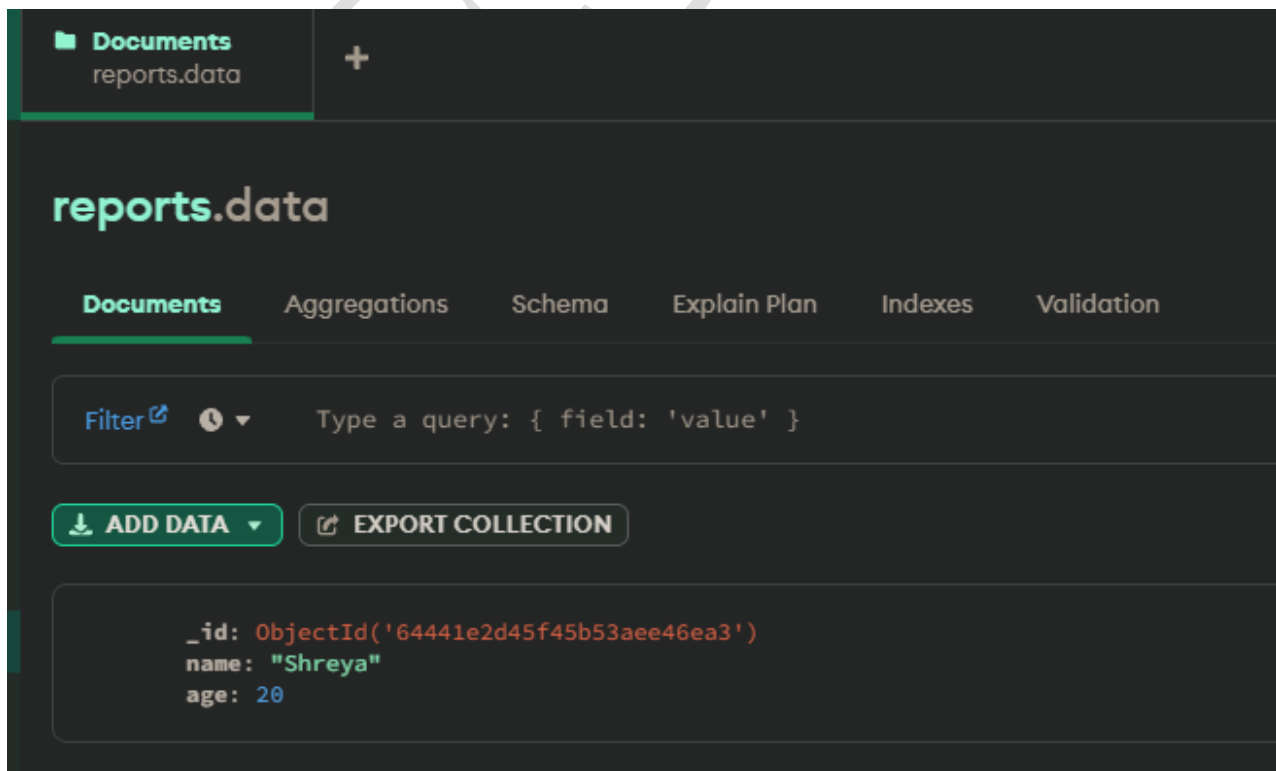 Documents
reports.data
+
reports.data
Documents Aggregations Schema Explain Plan Indexes Validation
Filter Type a query: { field: 'value' }
ADD DATA EXPORT COLLECTION
_id: ObjectId('64441e2d45f45b53aee46ea3')
name: "Shreya"
age: 20